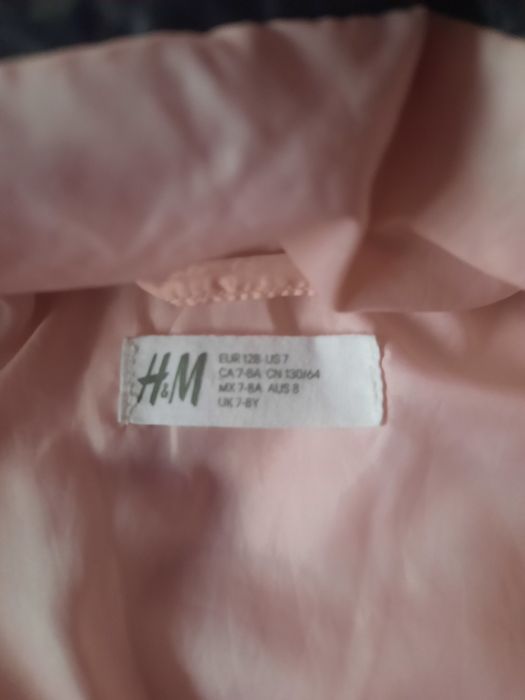 H&M
EUR 128 US 7
CA 7-8A CN 130/64
MX 7-8A AUS 8
UK 7-8Y